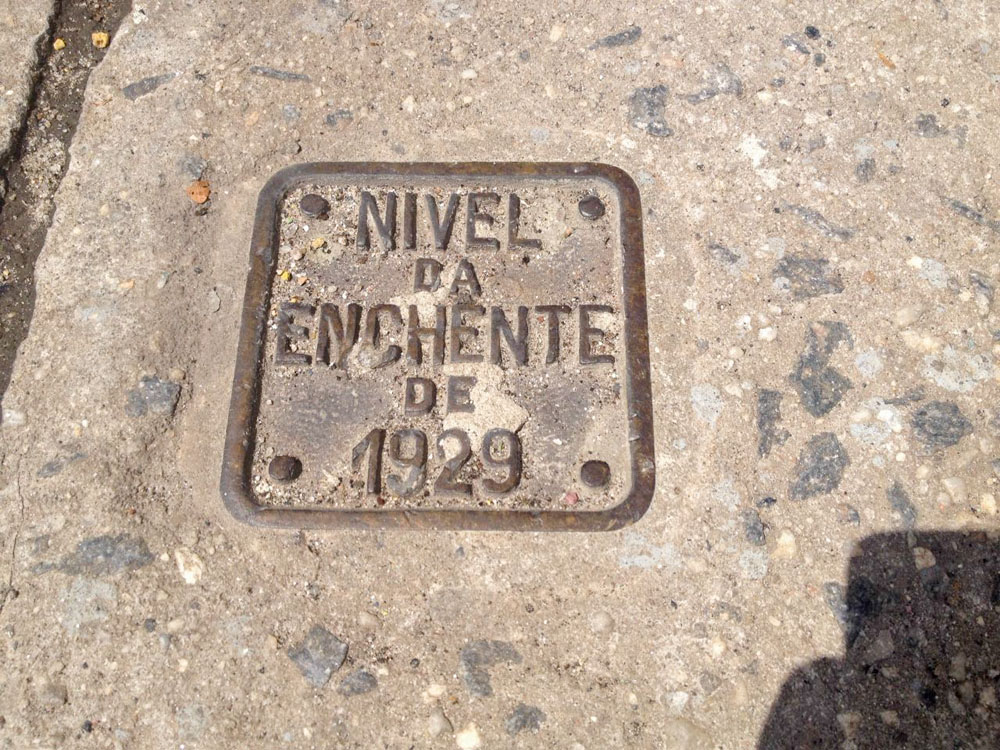 NIVEL
DA
ENCHENTE
DE
1929